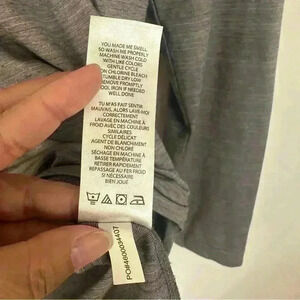 YOU MADE ME SMELL,
SO WASH ME PROPERLY
MACHINE WASH COLD
WITH LIKE COLORS
GENTLE CYCLE
NON CHLORINE BLEACH
TUMBLE DRY LOW
REMOVE PROMPTLY
COOL IRON IF NEEDED
WELL DONE
TU M'AS FAIT SENTIR
MAUVAIS, ALORS LAVE-MOI
CORRECTEMENT
LAVAGE EN MACHINE À
FROID AVEC DES COULEURS
SIMILAIRES
CYCLE DÉLICAT
AGENT DE BLANCHIMENT
NON CHLORÉ
SÉCHAGE EN MACHINE À
BASSE TEMPÉRATURE
RETIRER RAPIDEMENT
REPASSAGE AU FER FROID
SI NÉCESSAIRE
BIEN JOUÉ
PO#4800034407